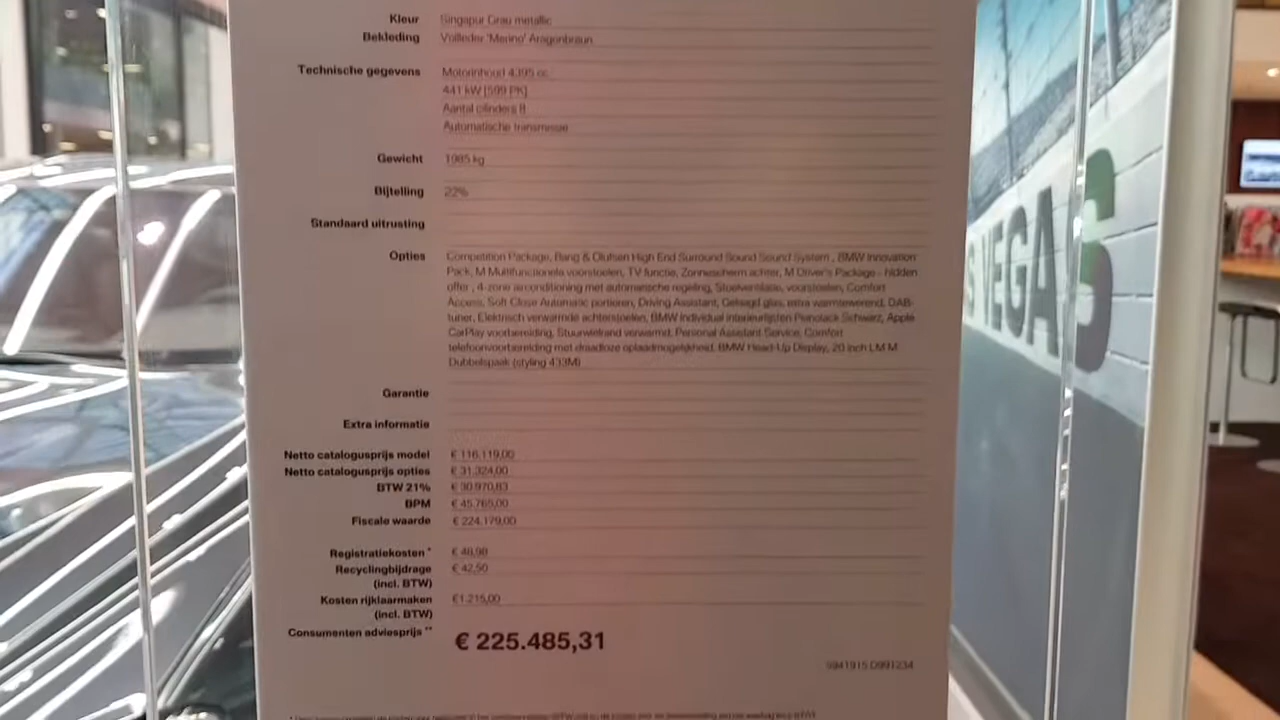 Kleur Singapur Grau metallic
Bekleding Volleder 'Merino' Aragonbraun
Technische gegevens Motorinhoud 4395 cc
441 kW [599 PK]
Aantal cilinders 8
Automatische transmissie
Gewicht 1985 kg
Bijtelling 22%
Standaard uitrusting
Opties Competition Package, Bang & Olufsen High End Surround Sound Sound System , BMW Innovation
Pack, M Multifunctionele voorstoelen, TV functie, Zonnescherm achter, M Driver's Package - hidden
offer , 4-zone airconditioning met automatische regeling, Stoelventilatie, voorstoelen, Comfort
Access, Soft Close Automatic portieren, Driving Assistant, Gelaagd glas, extra warmtewerend, DAB-
tuner, Elektrisch verwarmde achterstoelen, BMW Individual interieurlijsten Pianolack Schwarz, Apple
CarPlay voorbereiding, Stuurwielrand verwarmd, Personal Assistant Service, Comfort
telefoonvoorbereiding met draadloze oplaadmogelijkheid, BMW Head-Up Display, 20 inch LM M
Dubbelspaak (styling 433M)
Garantie
Extra informatie
Netto catalogusprijs model € 116.119,00
Netto catalogusprijs opties € 31.324,00
BTW 21% € 30.970,83
BPM € 45.765,00
Fiscale waarde € 224.179,00
Registratiekosten * € 48,98
Recyclingbijdrage € 42,50
(incl. BTW)
Kosten rijklaarmaken €1.215,00
(incl. BTW)
Consumenten adviesprijs ** € 225.485,31
S VEGAS